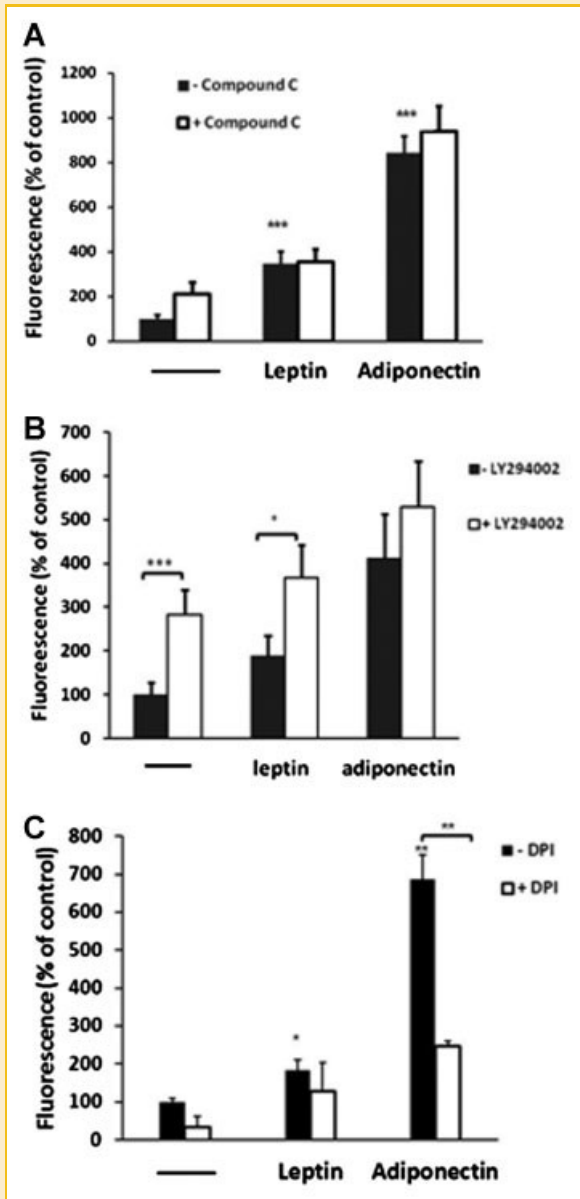 A
Fluoreescence (% of control)
1200
1000
800
600
400
200
0
- Compound C
+ Compound C
***
***
Leptin
Adiponectin
B
Fluoreescence (% of control)
700
600
500
400
300
200
100
0
- LY294002
+ LY294002
***
*
leptin
adiponectin
C
Fluorescence (% of control)
800
700
600
500
400
300
200
100
0
- DPI
+ DPI
*
**
**
Leptin
Adiponectin